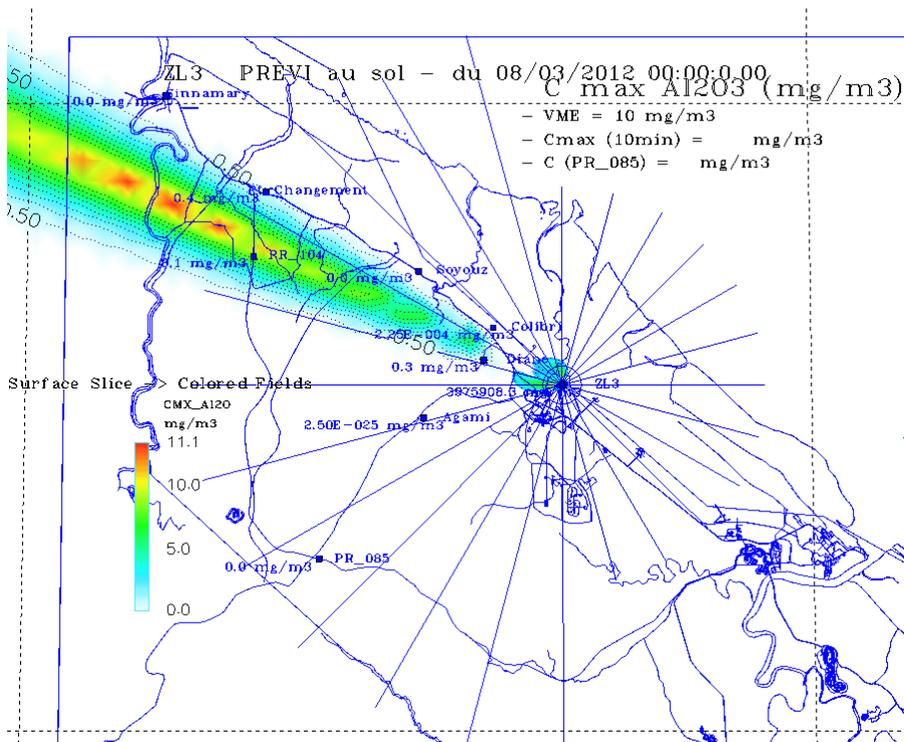 ZL3 PREVI au sol - du 08/03/2012 00:00:0.00
C max Al2O3 (mg/m3)
- VME = 10 mg/m3
- Cmax (10min) = mg/m3
- C (PR_085) = mg/m3
0.50
Sinnamary
0.0 mg/m3
0.60
Changement
0.4 mg/m3
0.50
PR_104
0.1 mg/m3
Soyouz
0.0 mg/m3
Colibri
2.25E-004 mg/m3
0.50
Diane
0.3 mg/m3
Surface Slice -> Colored Fields
ZL3
3975908.3
CMX_Al2O
mg/m3
Agami
2.50E-025 mg/m3
11.1
10.0
5.0
0.0
PR_085
0.0 mg/m3